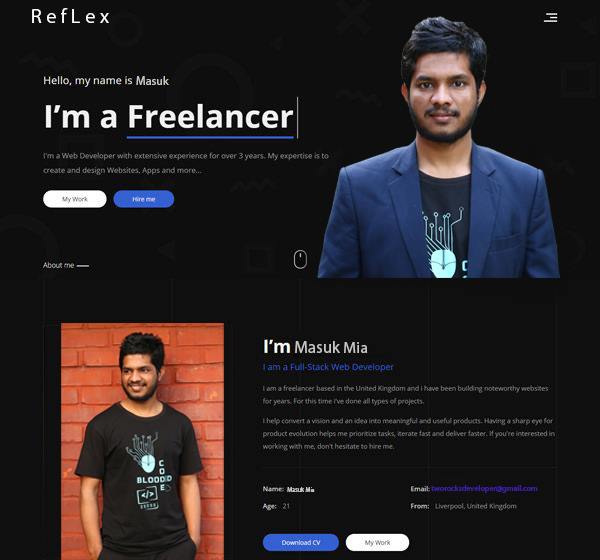 RefLex
Hello, my name is Masuk
I'm a Freelancer
I'm a Web Developer with extensive experience for over 3 years. My expertise is to
create and design Websites, Apps and more...
My Work
Hire me
About me
I'm Masuk Mia
I am a Full-Stack Web Developer
I am a freelancer based in the United Kingdom and i have been building noteworthy websites
for years. For this time I've done all types of projects.
I help convert a vision and an idea into meaningful and useful products. Having a sharp eye for
product evolution helps me prioritize tasks, iterate fast and deliver faster. If you're interested in
working with me, don't hesitate to hire me.
Name: Masuk Mia
Email: tworocksdeveloper@gmail.com
Age: 21
From: Liverpool, United Kingdom
CODE
BLOODED
</>
Download CV
My Work